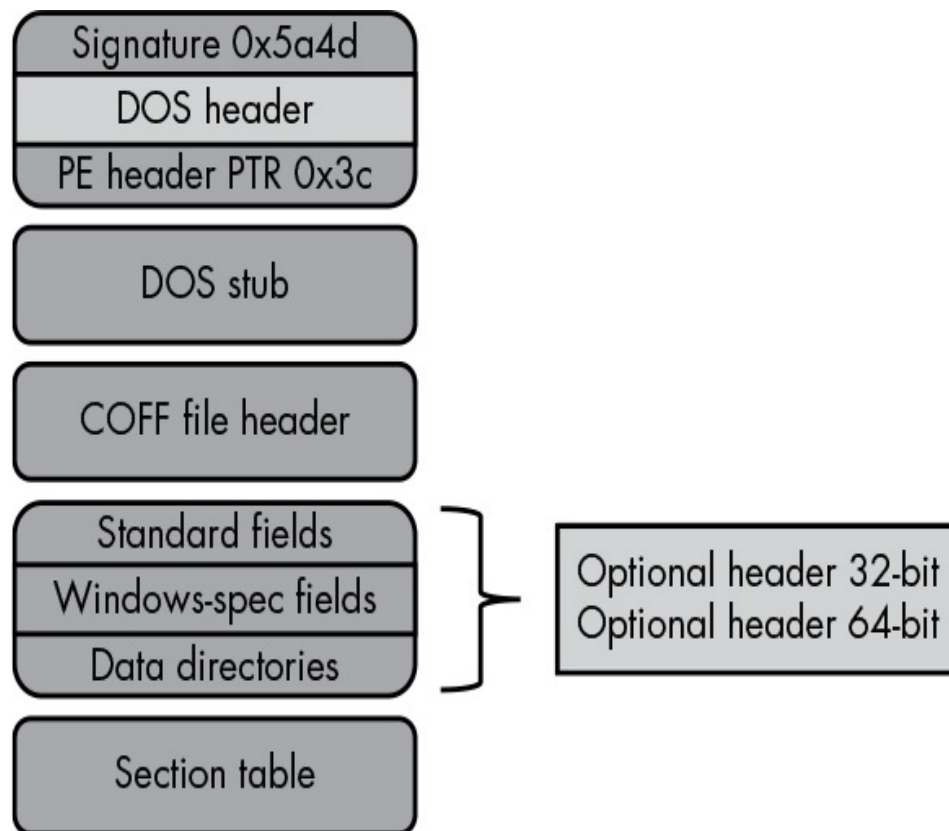 Signature 0x5a4d
DOS header
PE header PTR 0x3c
DOS stub
COFF file header
Standard fields
Windows-spec fields
Data directories
Optional header 32-bit
Optional header 64-bit
Section table